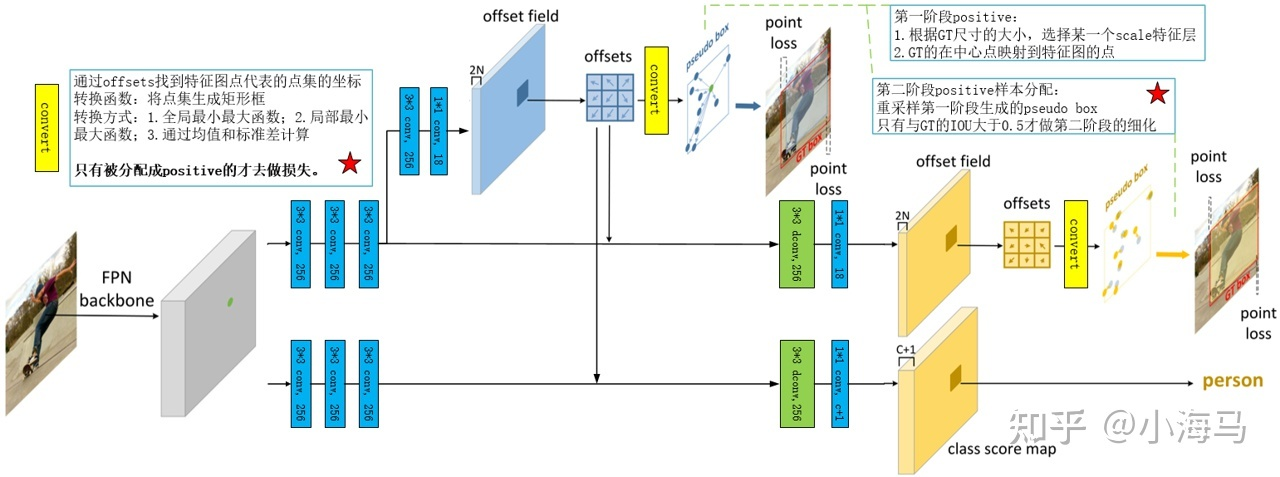 offset field
2N
offsets
convert
pseudo box
point
loss
GT box
第一阶段positive:
1.根据GT尺寸的大小，选择某一个scale特征层
2.GT的在中心点映射到特征图的点
convert
通过offsets找到特征图点代表的点集的坐标
转换函数：将点集生成矩形框
转换方式：1.全局最小最大函数；2.局部最小
最大函数；3.通过均值和标准差计算
只有被分配成positive的才去做损失。
3*3 conv, 256
1*1 conv, 18
第二阶段positive样本分配：
重采样第一阶段生成的pseudo box
只有与GT的IOU大于0.5才做第二阶段的细化
point
loss
offset field
2N
offsets
convert
pseudo box
point
loss
GT box
point
loss
3*3 conv, 256
3*3 conv, 256
3*3 conv, 256
3*3 dconv, 256
1*1 conv, 18
FPN
backbone
3*3 conv, 256
3*3 conv, 256
3*3 conv, 256
3*3 dconv, 256
1*1 conv, c+1
C+1
person
class score map
知乎 @小海马